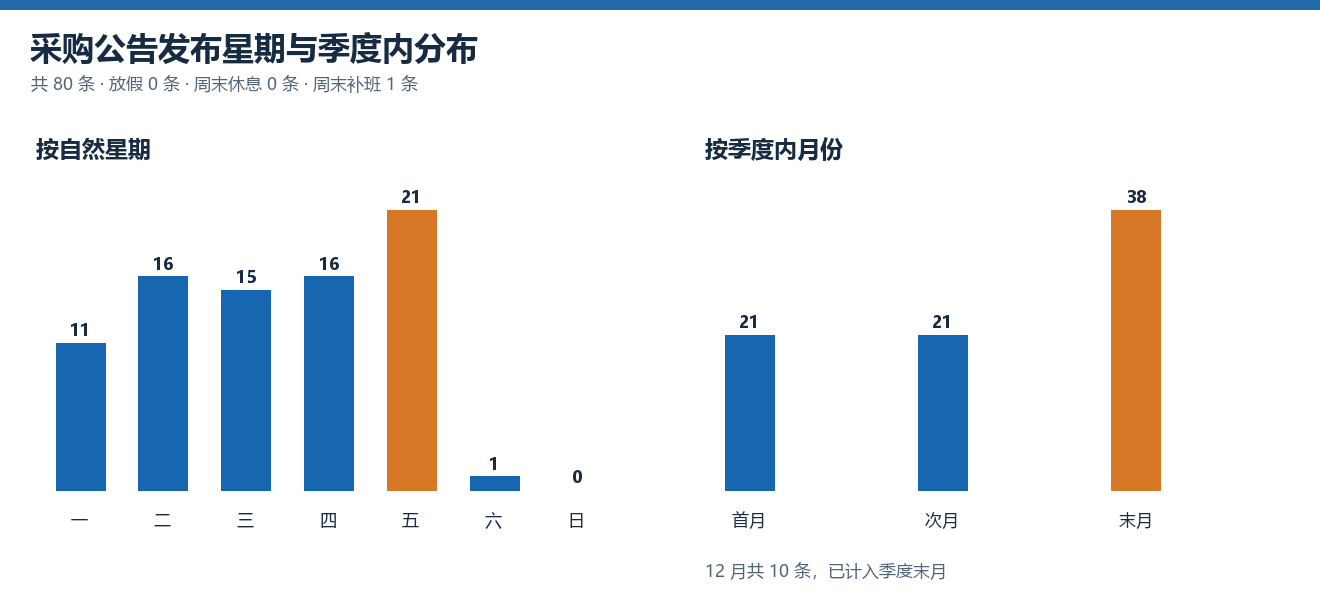 采购公告发布星期与季度内分布
共 80 条 · 放假 0 条 · 周末休息 0 条 · 周末补班 1 条
按自然星期
11
16
15
16
21
1
0
一
二
三
四
五
六
日
按季度内月份
21
21
38
首月
次月
末月
12 月共 10 条，已计入季度末月